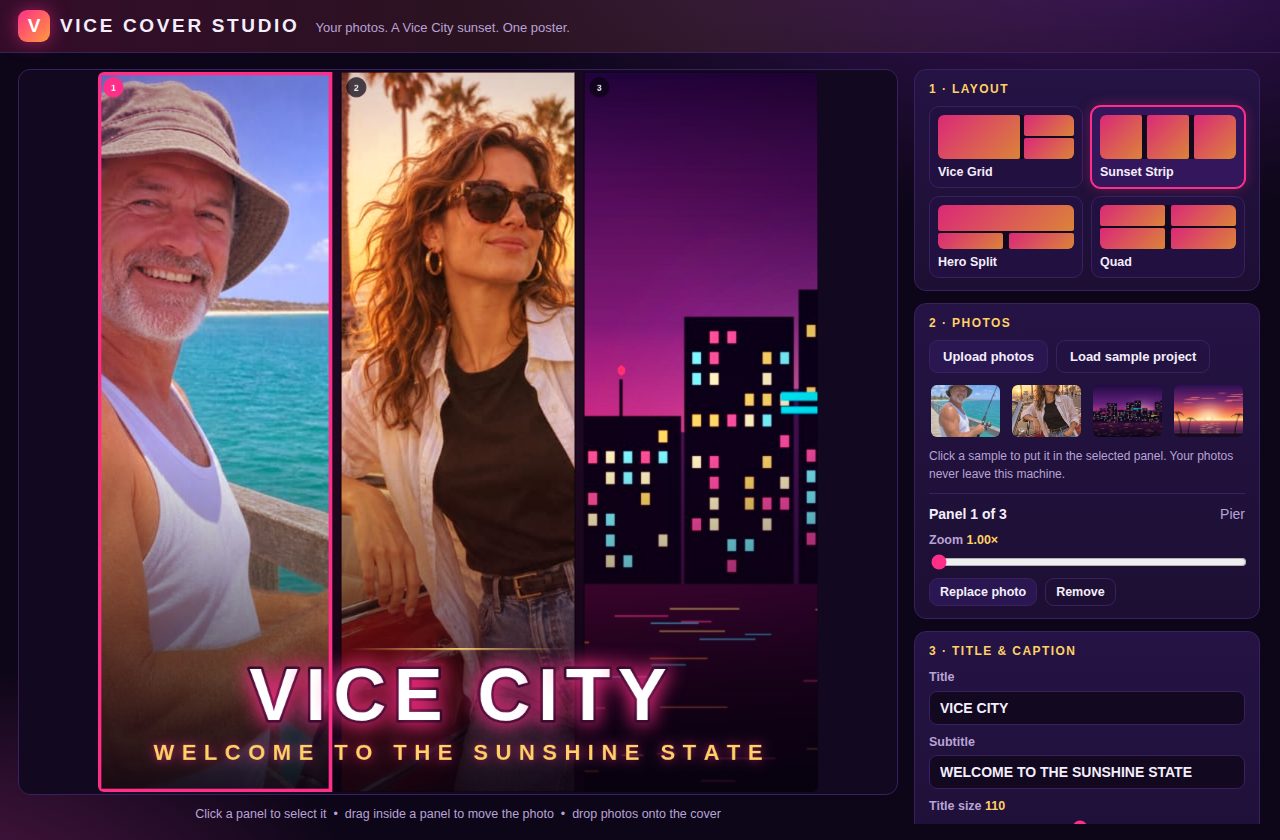 V VICE COVER STUDIO Your photos. A Vice City sunset. One poster.
1
2
3
VICE CITY
WELCOME TO THE SUNSHINE STATE
Click a panel to select it • drag inside a panel to move the photo • drop photos onto the cover
1 · LAYOUT
Vice Grid
Sunset Strip
Hero Split
Quad
2 · PHOTOS
Upload photos
Load sample project
Click a sample to put it in the selected panel. Your photos
never leave this machine.
Panel 1 of 3
Pier
Zoom 1.00×
Replace photo
Remove
3 · TITLE & CAPTION
Title
VICE CITY
Subtitle
WELCOME TO THE SUNSHINE STATE
Title size 110